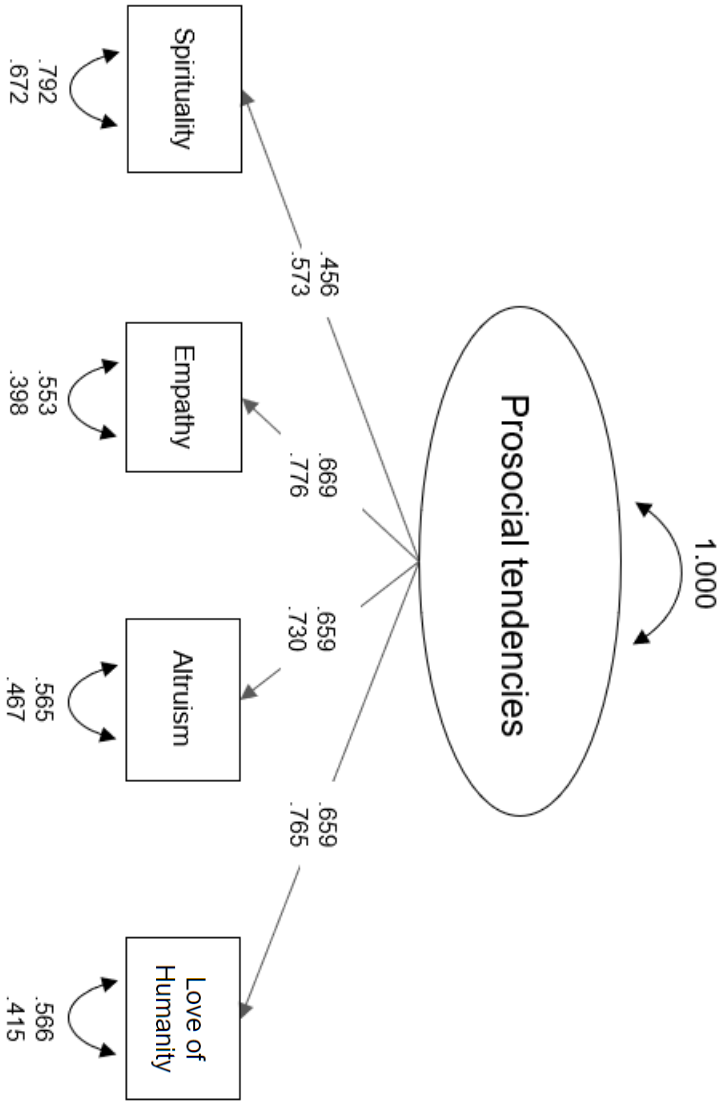 1.000
Prosocial tendencies
.456
.573
.669
.776
.659
.730
.659
.765
Spirituality
Empathy
Altruism
Love of
Humanity
.792
.672
.553
.398
.565
.467
.566
.415